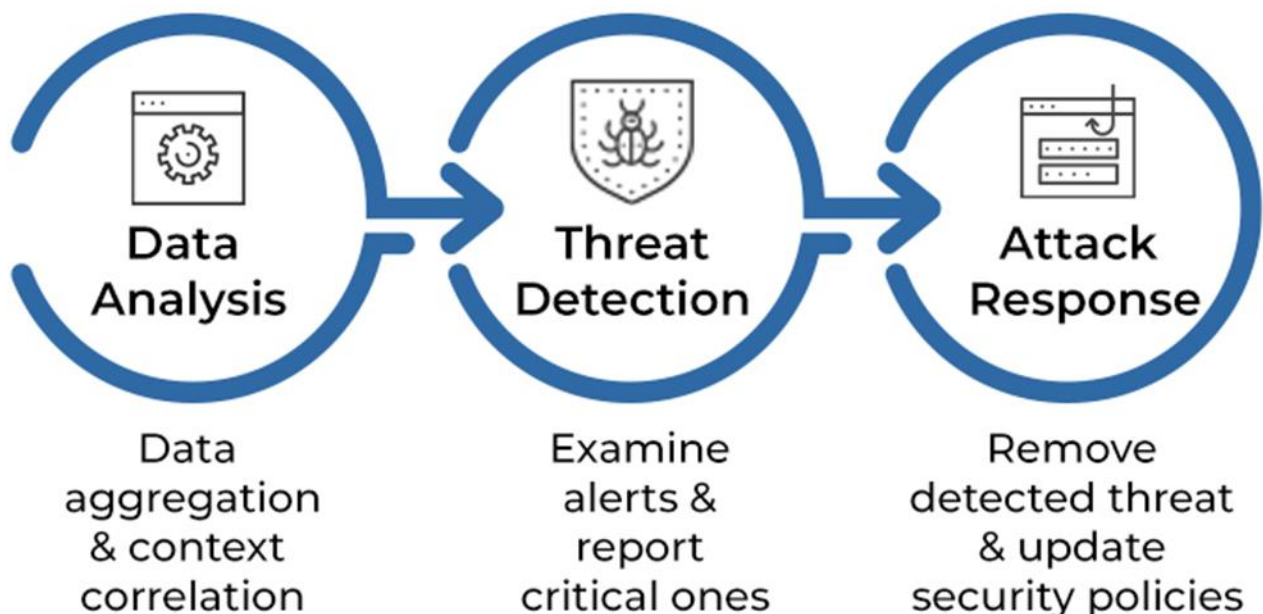 Data
Analysis
Threat
Detection
Attack
Response
Data
aggregation
& context
correlation
Examine
alerts &
report
critical ones
Remove
detected threat
& update
security policies